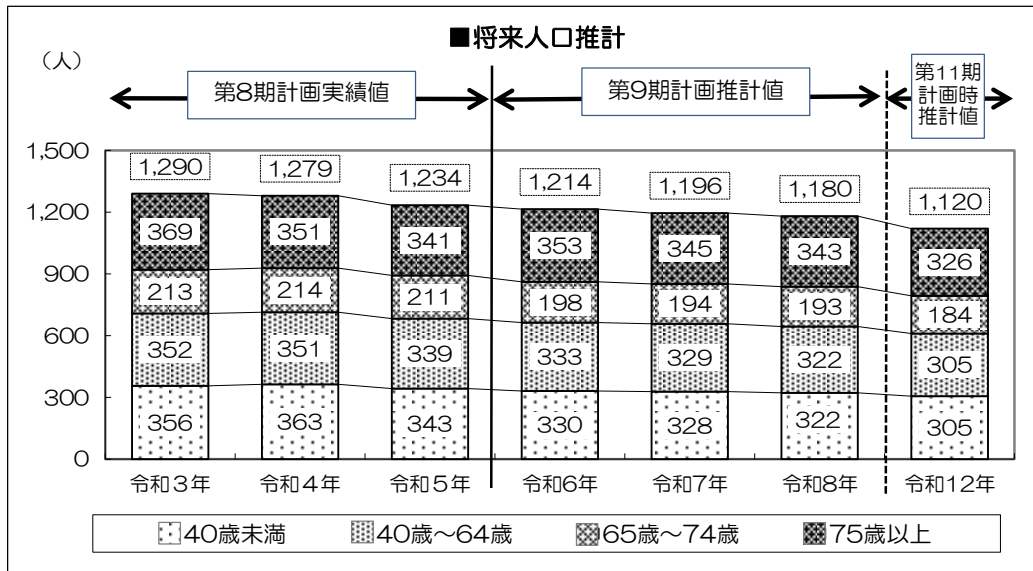 ■将来人口推計
（人）
第8期計画実績値
第9期計画推計値
第11期
計画時
推計値
1,500
1,200
900
600
300
0
1,290
1,279
1,234
1,214
1,196
1,180
1,120
369
351
341
353
345
343
326
213
214
211
198
194
193
184
352
351
339
333
329
322
305
356
363
343
330
328
322
305
令和3年
令和4年
令和5年
令和6年
令和7年
令和8年
令和12年
40歳未満
40歳～64歳
65歳～74歳
75歳以上